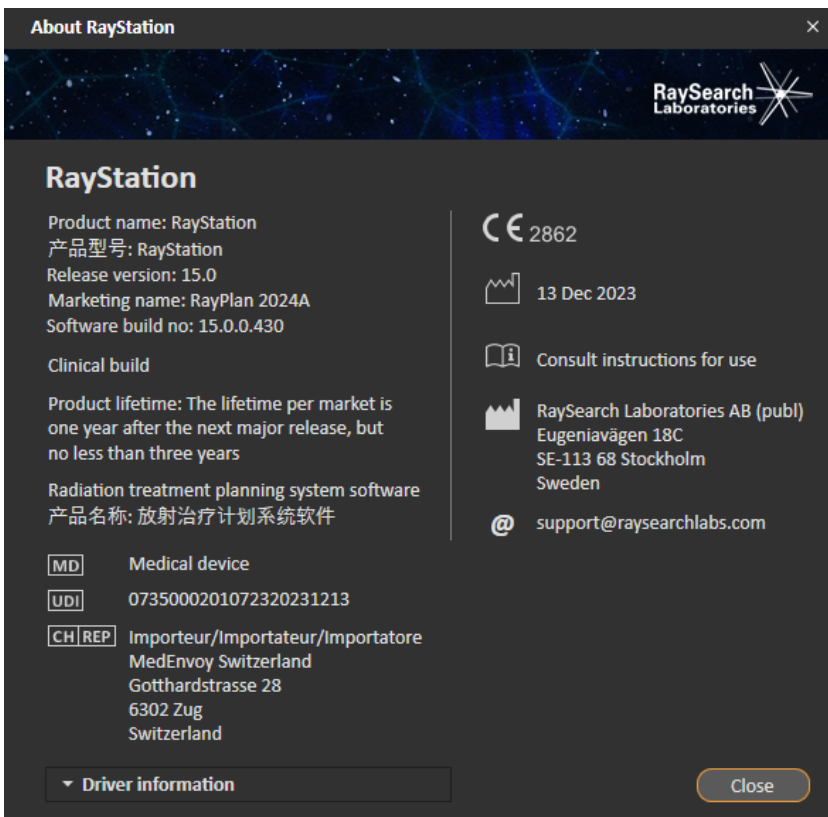 About RayStation
RaySearch
Laboratories
RayStation
Product name: RayStation
产品型号: RayStation
Release version: 15.0
Marketing name: RayPlan 2024A
Software build no: 15.0.0.430
Clinical build
Product lifetime: The lifetime per market is
one year after the next major release, but
no less than three years
Radiation treatment planning system software
产品名称: 放射治疗计划系统软件
MD Medical device
UDI 0735000201072320231213
CH REP Importeur/Importateur/Importatore
MedEnvoy Switzerland
Gotthardstrasse 28
6302 Zug
Switzerland
CE 2862
13 Dec 2023
Consult instructions for use
RaySearch Laboratories AB (publ)
Eugeniavägen 18C
SE-113 68 Stockholm
Sweden
@ support@raysearchlabs.com
Driver information
Close